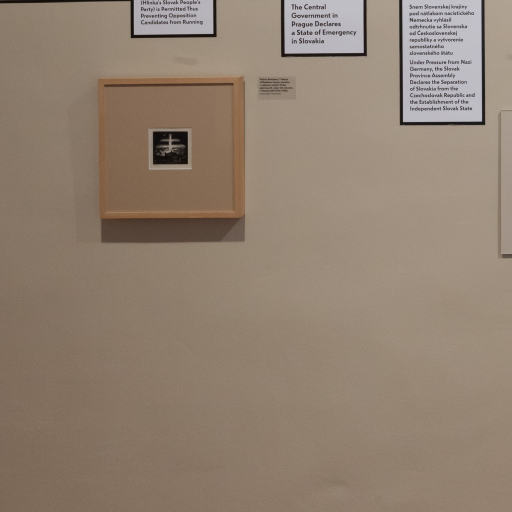 (Hlinka's Slovak People's
Party) is Permitted Thus
Preventing Opposition
Candidates from Running
The Central
Government in
Prague Declares
a State of Emergency
in Slovakia
Snem Slovenskej krajiny
pod nátlakom nacistického
Nemecka vyhlásil
odtrhnutie sa Slovenska
od Československej
republiky a vytvorenie
samostatného
slovenského štátu
Under Pressure from Nazi
Germany, the Slovak
Province Assembly
Declares the Separation
of Slovakia from the
Czechoslovak Republic and
the Establishment of the
Independent Slovak State